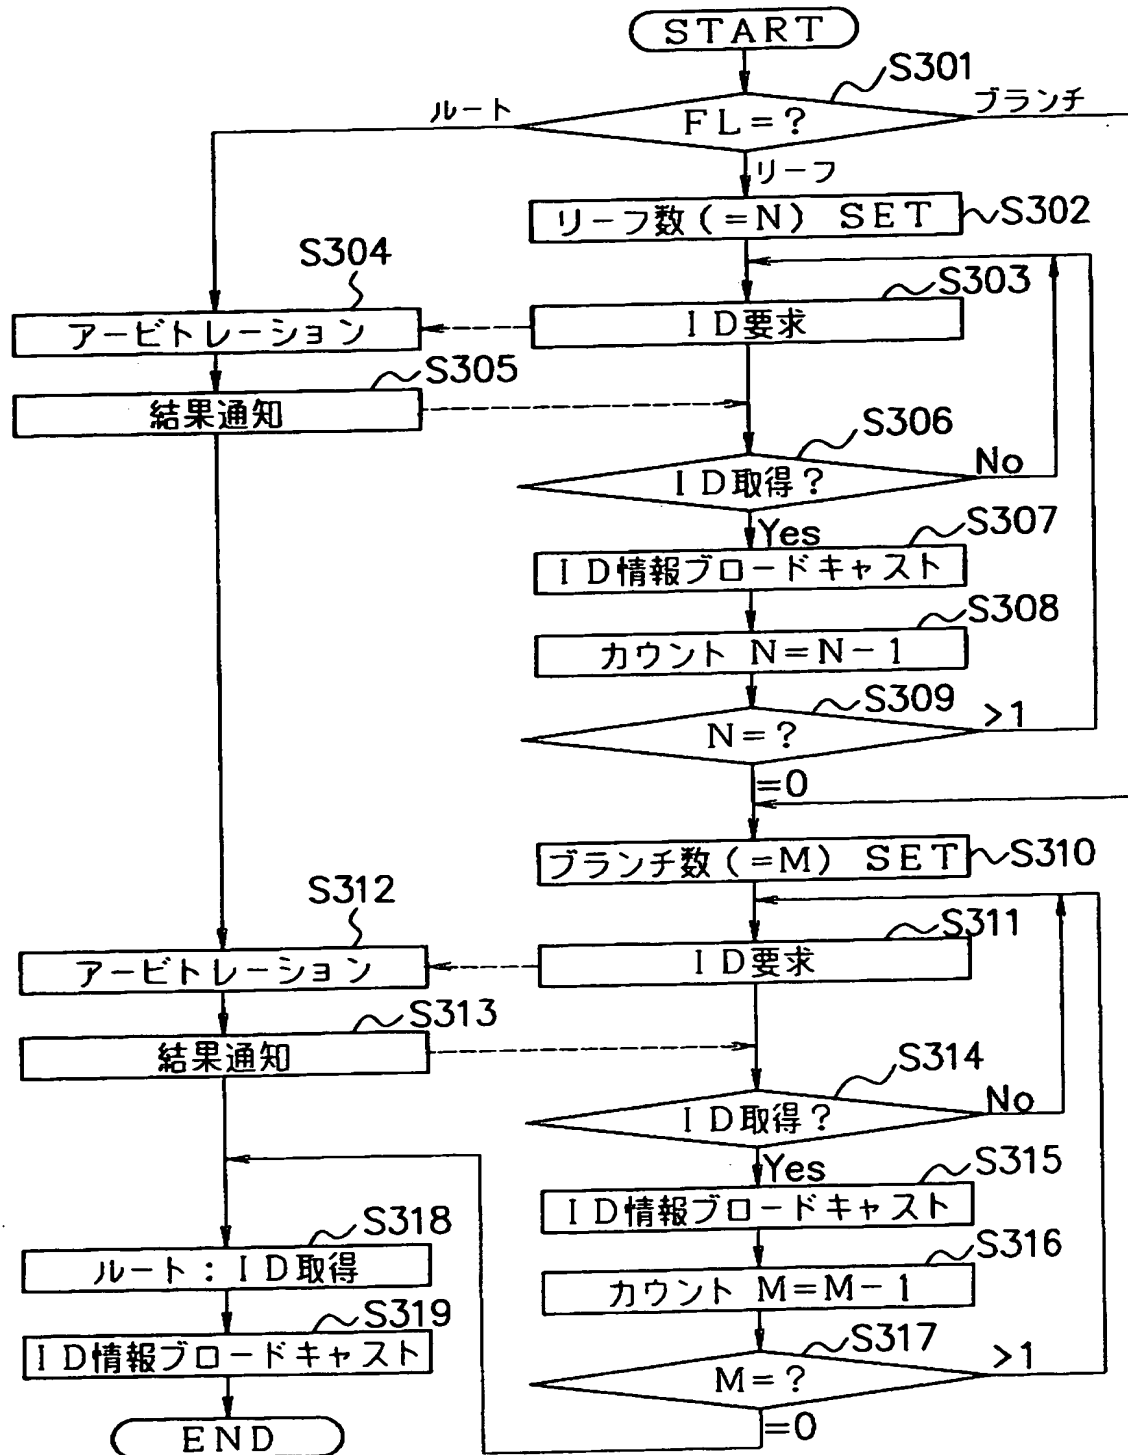 START
S301
ルート
FL=?
ブランチ
リーフ
リーフ数(=N) SET
S302
S304
S303
アービトレーション
ID要求
S305
結果通知
S306
ID取得?
No
Yes
S307
ID情報ブロードキャスト
S308
カウント N=N-1
S309
N=?
>1
=0
ブランチ数(=M) SET
S310
S312
S311
アービトレーション
ID要求
S313
結果通知
S314
ID取得?
No
Yes
S315
ID情報ブロードキャスト
S318
S316
ルート:ID取得
カウント M=M-1
S319
S317
ID情報ブロードキャスト
M=?
>1
=0
END